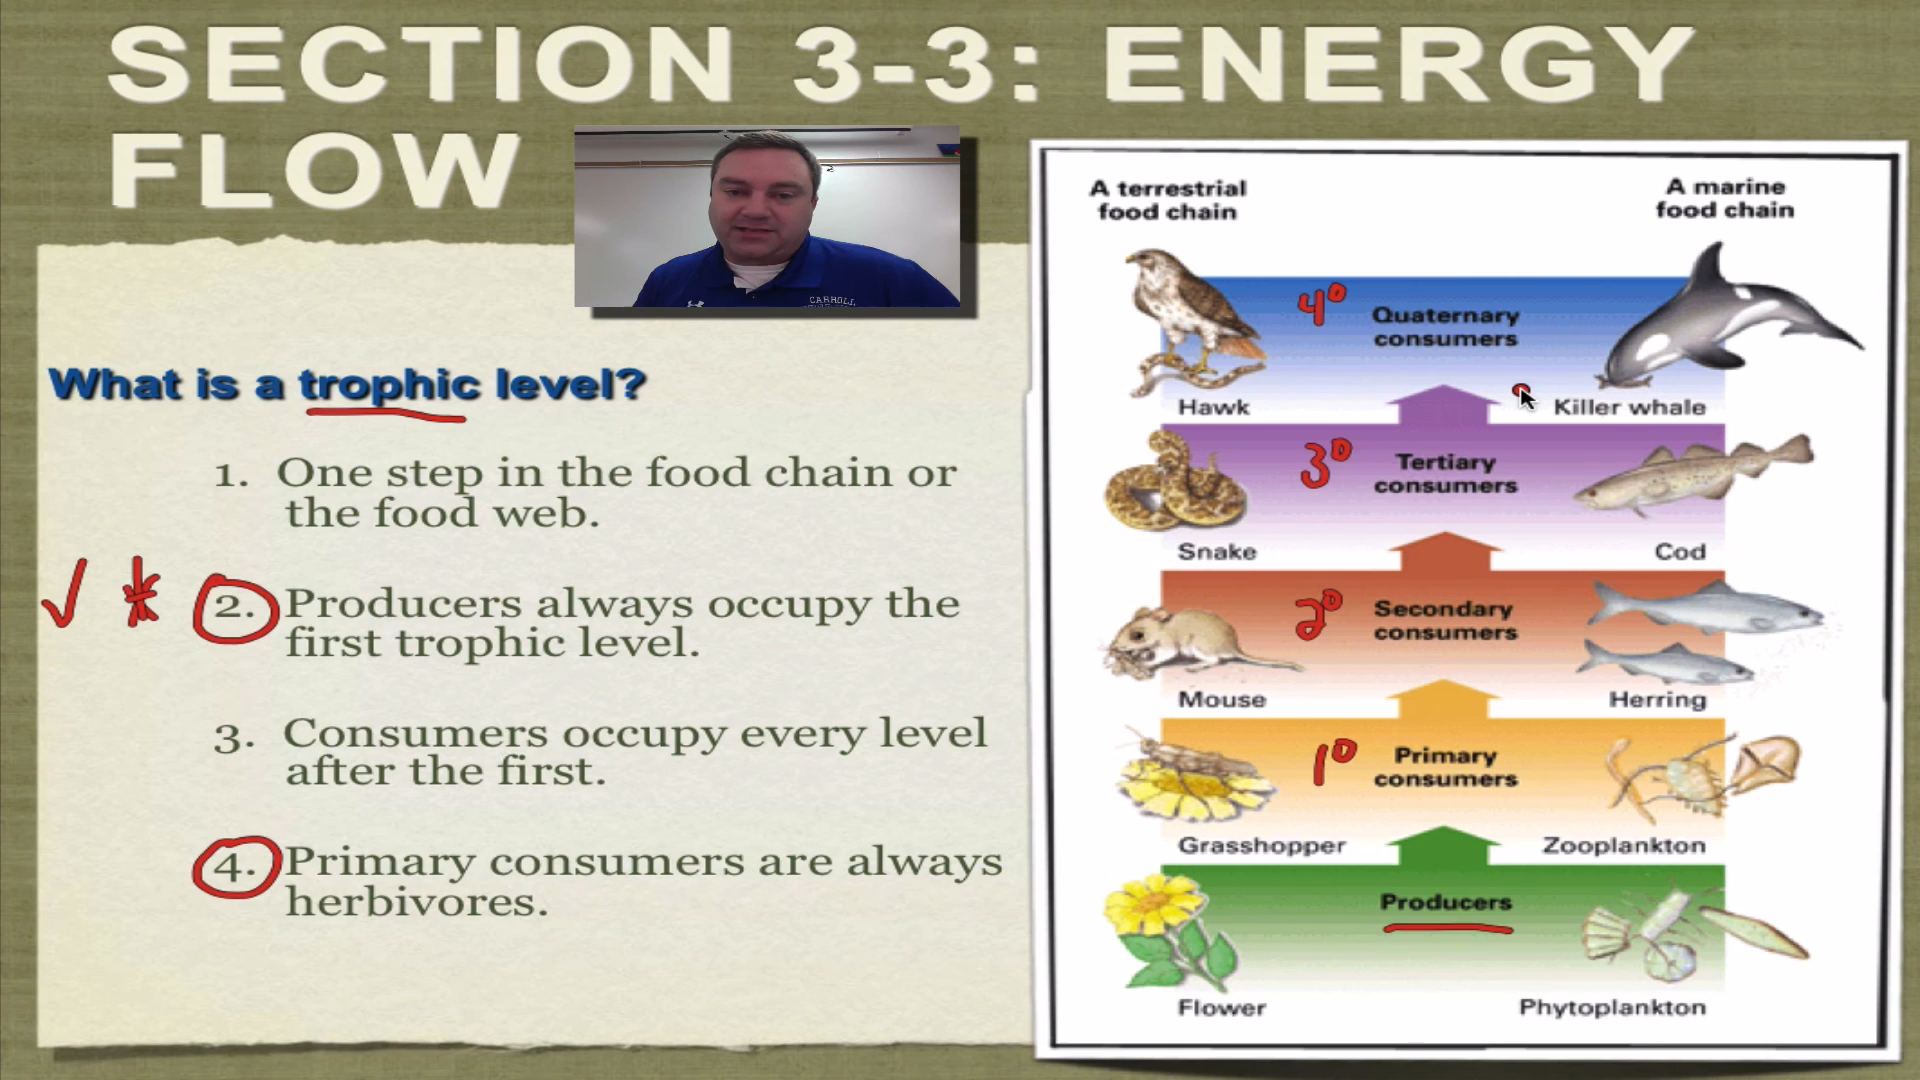 SECTION 3-3: ENERGY
FLOW
CARROLL
What is a trophic level?
1. One step in the food chain or
the food web.
2. Producers always occupy the
first trophic level.
3. Consumers occupy every level
after the first.
4. Primary consumers are always
herbivores.
A terrestrial
food chain
A marine
food chain
4°
Quaternary
consumers
Hawk
Killer whale
3°
Tertiary
consumers
Snake
Cod
2°
Secondary
consumers
Mouse
Herring
1°
Primary
consumers
Grasshopper
Zooplankton
Producers
Flower
Phytoplankton